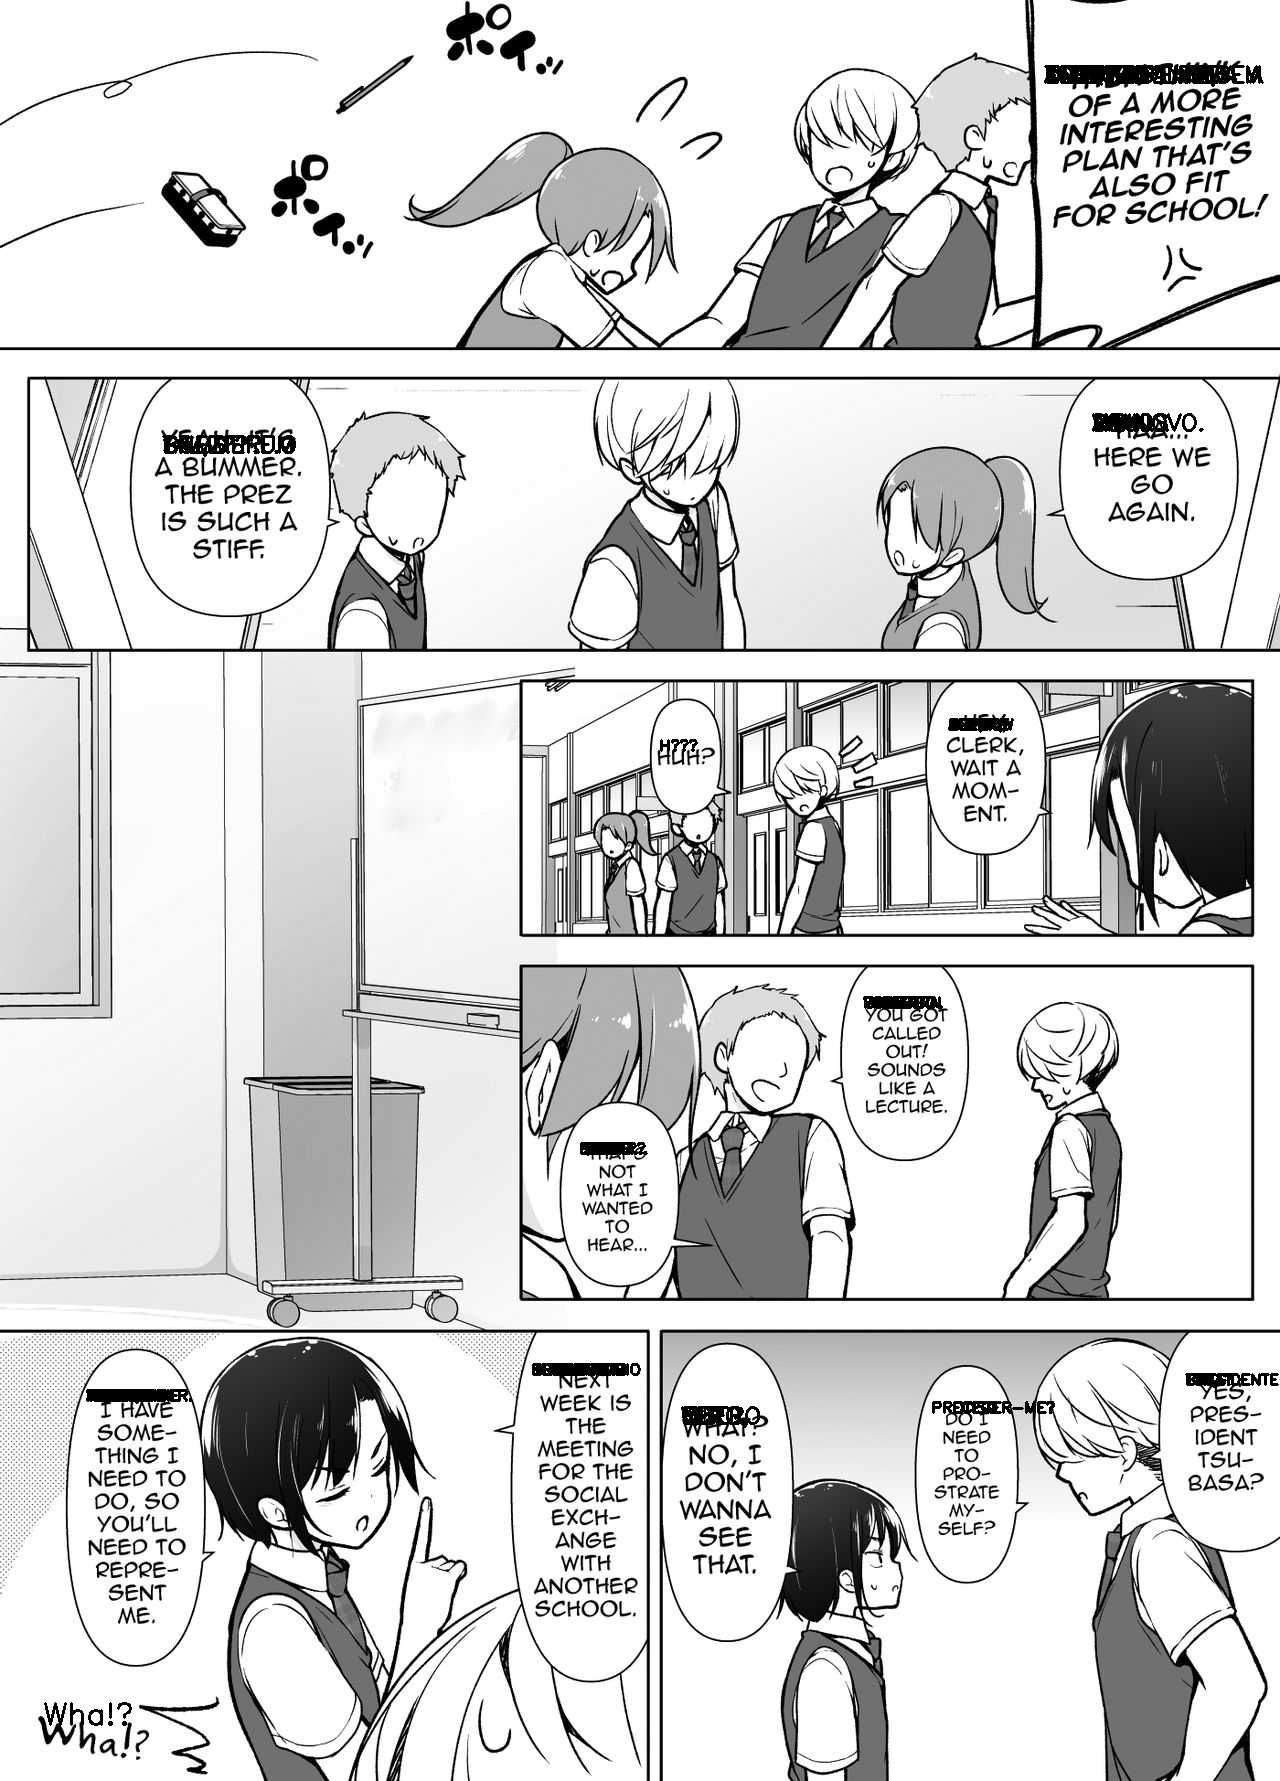 OF A MORE
INTERESTING
PLAN THAT'S
ALSO FIT
FOR SCHOOL!
ポイッ
ポイッ
HAA...
HERE WE
GO
AGAIN.
YEAH IT'S
A BUMMER.
THE PREZ
IS SUCH A
STIFF.
HEY,
CLERK,
WAIT A
MOM-
ENT.
H???
HUH?
YOU GOT
CALLED
OUT!
SOUNDS
LIKE A
LECTURE.
THAT'S
NOT
WHAT I
WANTED
TO
HEAR...
YES,
PRES-
IDENT
TSU-
BASA?
PRECISER-ME?
DO I
NEED
TO
PRO-
STRATE
MY-
SELF?
WHAT?
NO, I
DON'T
WANNA
SEE
THAT.
NEXT
WEEK IS
THE
MEETING
FOR THE
SOCIAL
EXCH-
ANGE
WITH
ANOTHER
SCHOOL.
I HAVE
SOME-
THING I
NEED TO
DO, SO
YOU'LL
NEED TO
REPRE-
SENT
ME.
Wha!?
Wha!?